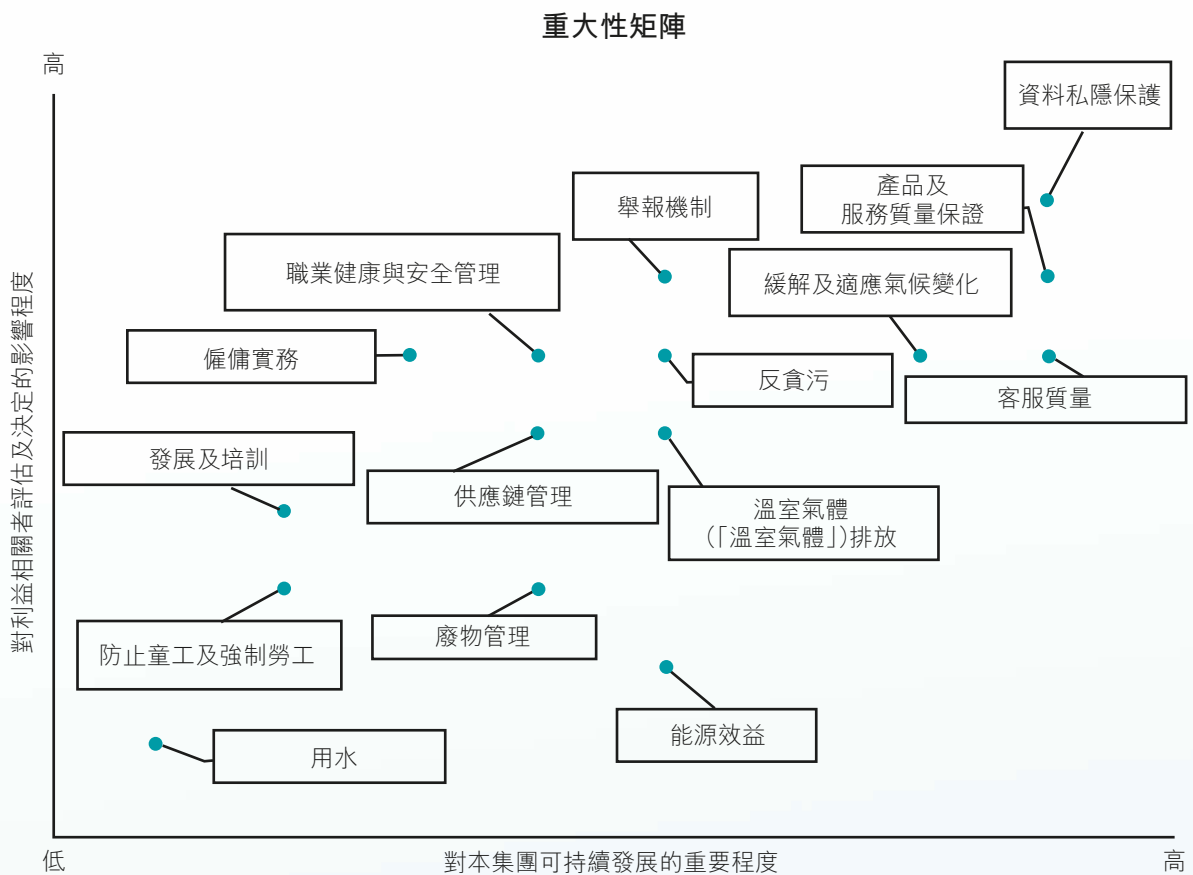 重大性矩陣
高
資料私隱保護
產品及
服務質量保證
舉報機制
職業健康與安全管理
緩解及適應氣候變化
僱傭實務
反貪污
客服質量
發展及培訓
供應鏈管理
溫室氣體
(「溫室氣體」)排放
防止童工及強制勞工
廢物管理
能源效益
用水
對利益相關者評估及決定的影響程度
低
對本集團可持續發展的重要程度
高